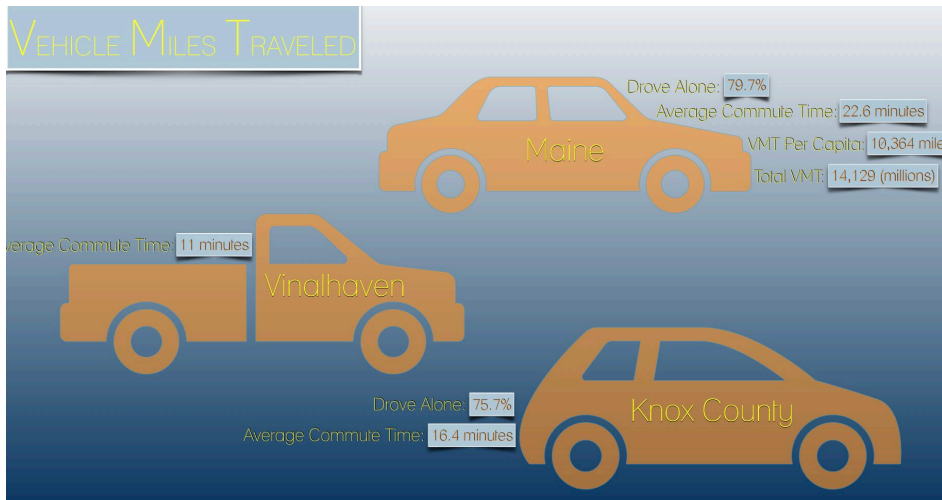 VEHICLE MILES TRAVELED
Drove Alone: 79.7%
Average Commute Time: 22.6 minutes
Maine
VMT Per Capita: 10,364 mile
Total VMT: 14,129 (millions)
verage Commute Time: 11 minutes
Vinalhaven
Drove Alone: 75.7%
Knox County
Average Commute Time: 16.4 minutes